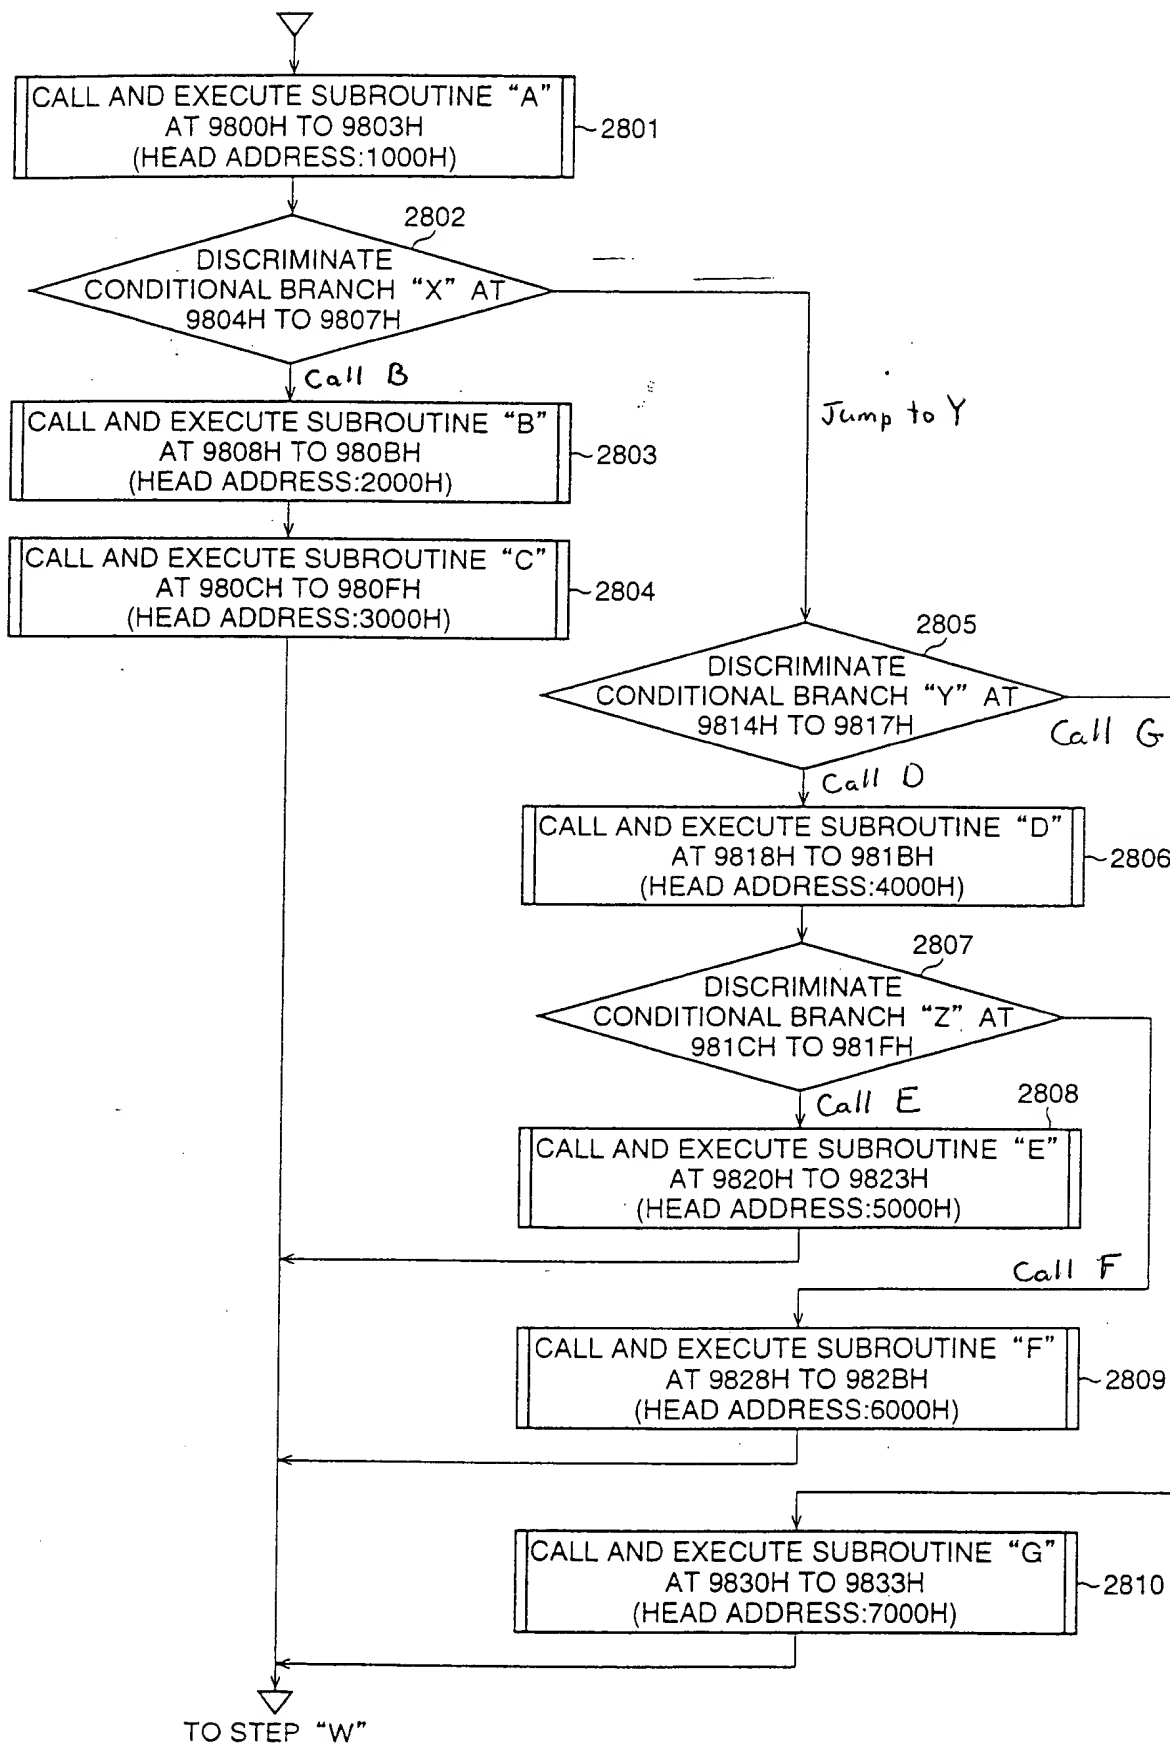 CALL AND EXECUTE SUBROUTINE "A"
AT 9800H TO 9803H
(HEAD ADDRESS:1000H)
2801
2802
DISCRIMINATE
CONDITIONAL BRANCH "X" AT
9804H TO 9807H
Call B
CALL AND EXECUTE SUBROUTINE "B"
AT 9808H TO 980BH
(HEAD ADDRESS:2000H)
2803
Jump to Y
CALL AND EXECUTE SUBROUTINE "C"
AT 980CH TO 980FH
(HEAD ADDRESS:3000H)
2804
2805
DISCRIMINATE
CONDITIONAL BRANCH "Y" AT
9814H TO 9817H
Call G
Call D
CALL AND EXECUTE SUBROUTINE "D"
AT 9818H TO 981BH
(HEAD ADDRESS:4000H)
2806
2807
DISCRIMINATE
CONDITIONAL BRANCH "Z" AT
981CH TO 981FH
Call E
2808
CALL AND EXECUTE SUBROUTINE "E"
AT 9820H TO 9823H
(HEAD ADDRESS:5000H)
Call F
CALL AND EXECUTE SUBROUTINE "F"
AT 9828H TO 982BH
(HEAD ADDRESS:6000H)
2809
CALL AND EXECUTE SUBROUTINE "G"
AT 9830H TO 9833H
(HEAD ADDRESS:7000H)
2810
TO STEP "W"